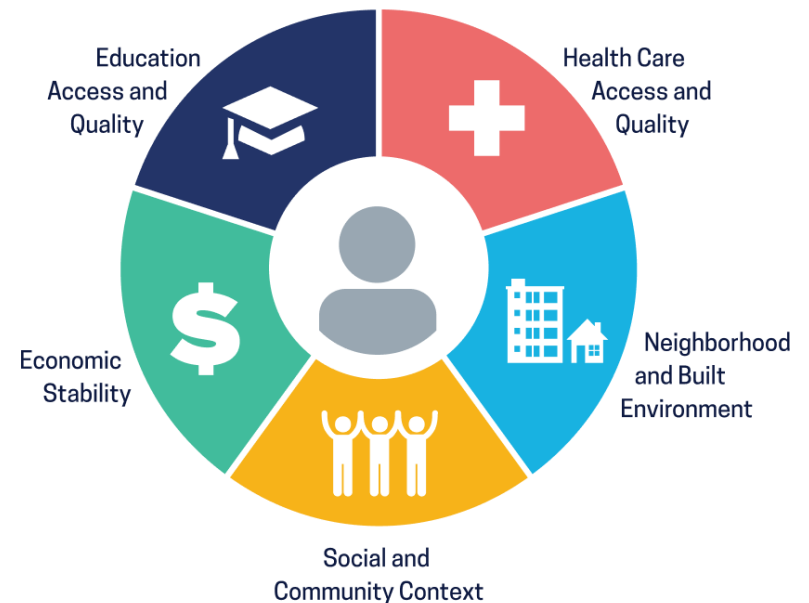 Education
Access and
Quality
Health Care
Access and
Quality
Economic
Stability
Neighborhood
and Built
Environment
Social and
Community Context